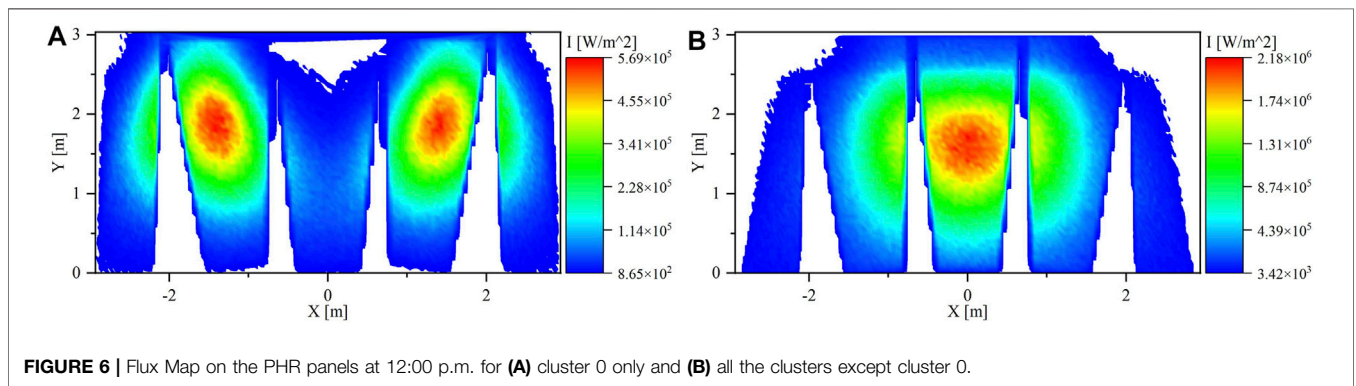 A
I [W/m^2]
5.69×10^5
4.55×10^5
3.41×10^5
2.28×10^5
1.14×10^5
8.65×10^2
Y [m]
3
2
1
0
-2
0
2
X [m]
B
I [W/m^2]
2.18×10^6
1.74×10^6
1.31×10^6
8.74×10^5
4.39×10^5
3.42×10^3
Y [m]
3
2
1
0
-2
0
2
X [m]
FIGURE 6 | Flux Map on the PHR panels at 12:00 p.m. for (A) cluster 0 only and (B) all the clusters except cluster 0.